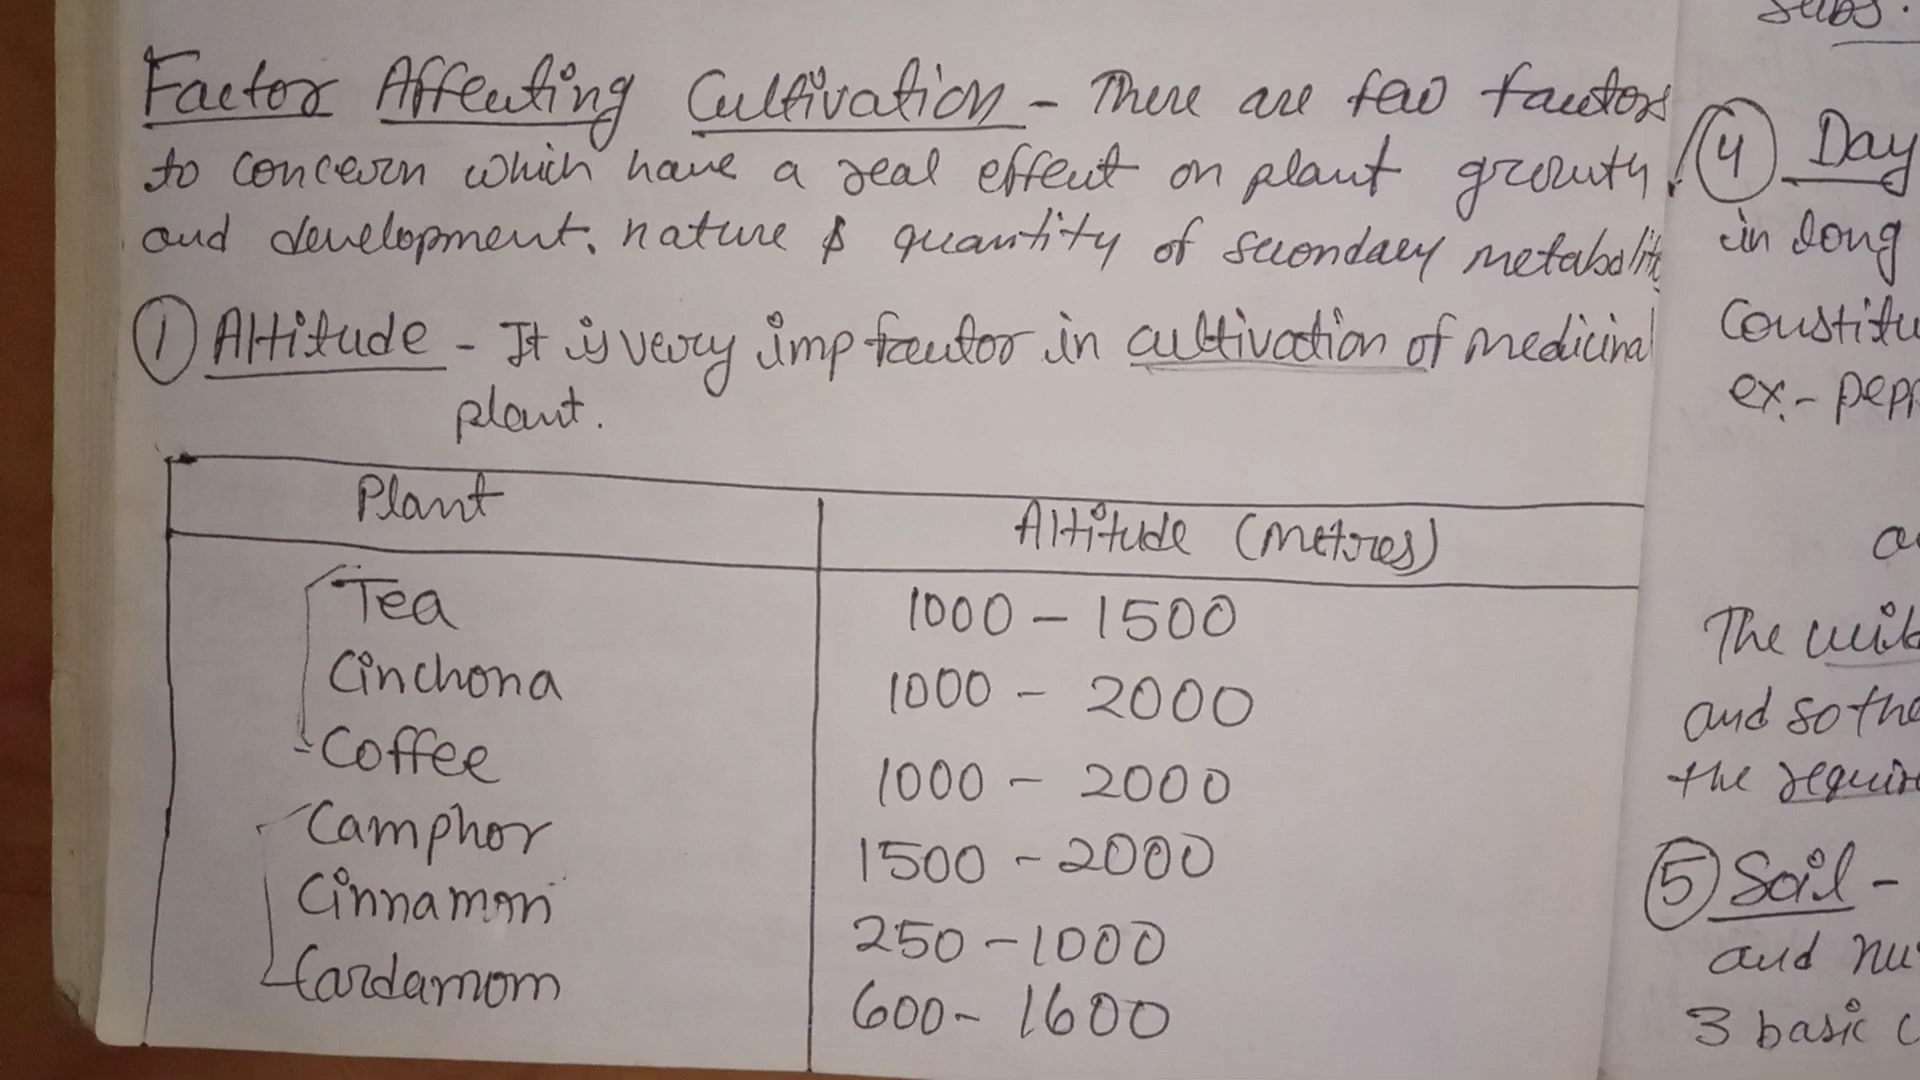 Factor Affecting Cultivation - There are few factors
to concern which have a real effect on plant growth
and development. nature & quantity of secondary metabolite
① Altitude - It is very imp factor in cultivation of medicinal
plant.
Plant Altitude (Metres)
Tea 1000 - 1500
Cinchona 1000 - 2000
Coffee 1000 - 2000
Camphor 1500 - 2000
Cinnamon 250 - 1000
Cardamom 600 - 1600
subs.
④ Day
in long
Constitu
ex. - pepp
The
and so the
the requir
⑤ Soil -
and nu
3 basic c